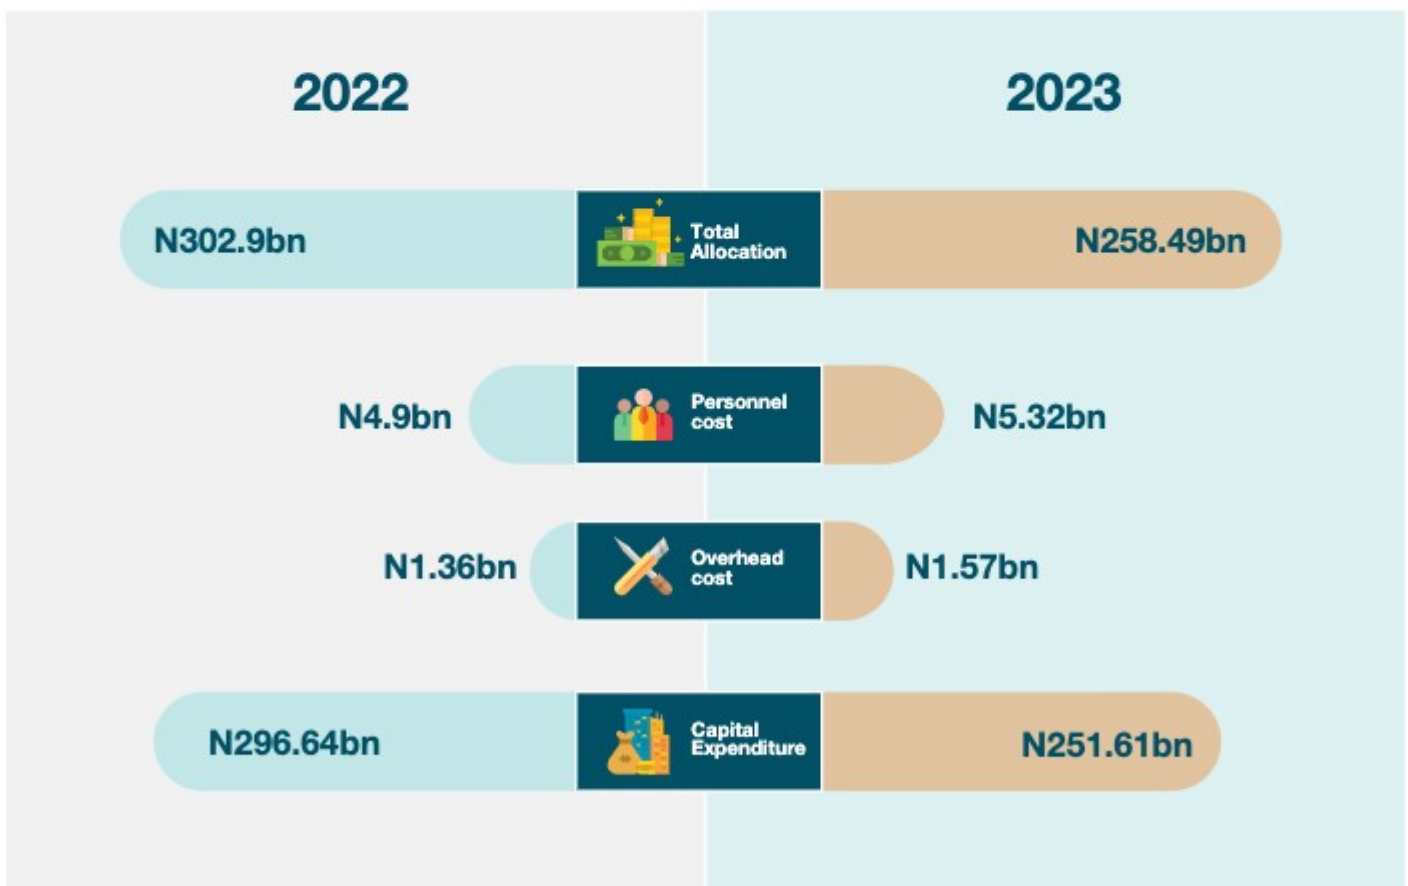 2022
2023
N302.9bn
Total
Allocation
N258.49bn
N4.9bn
Personnel
cost
N5.32bn
N1.36bn
Overhead
cost
N1.57bn
N296.64bn
Capital
Expenditure
N251.61bn